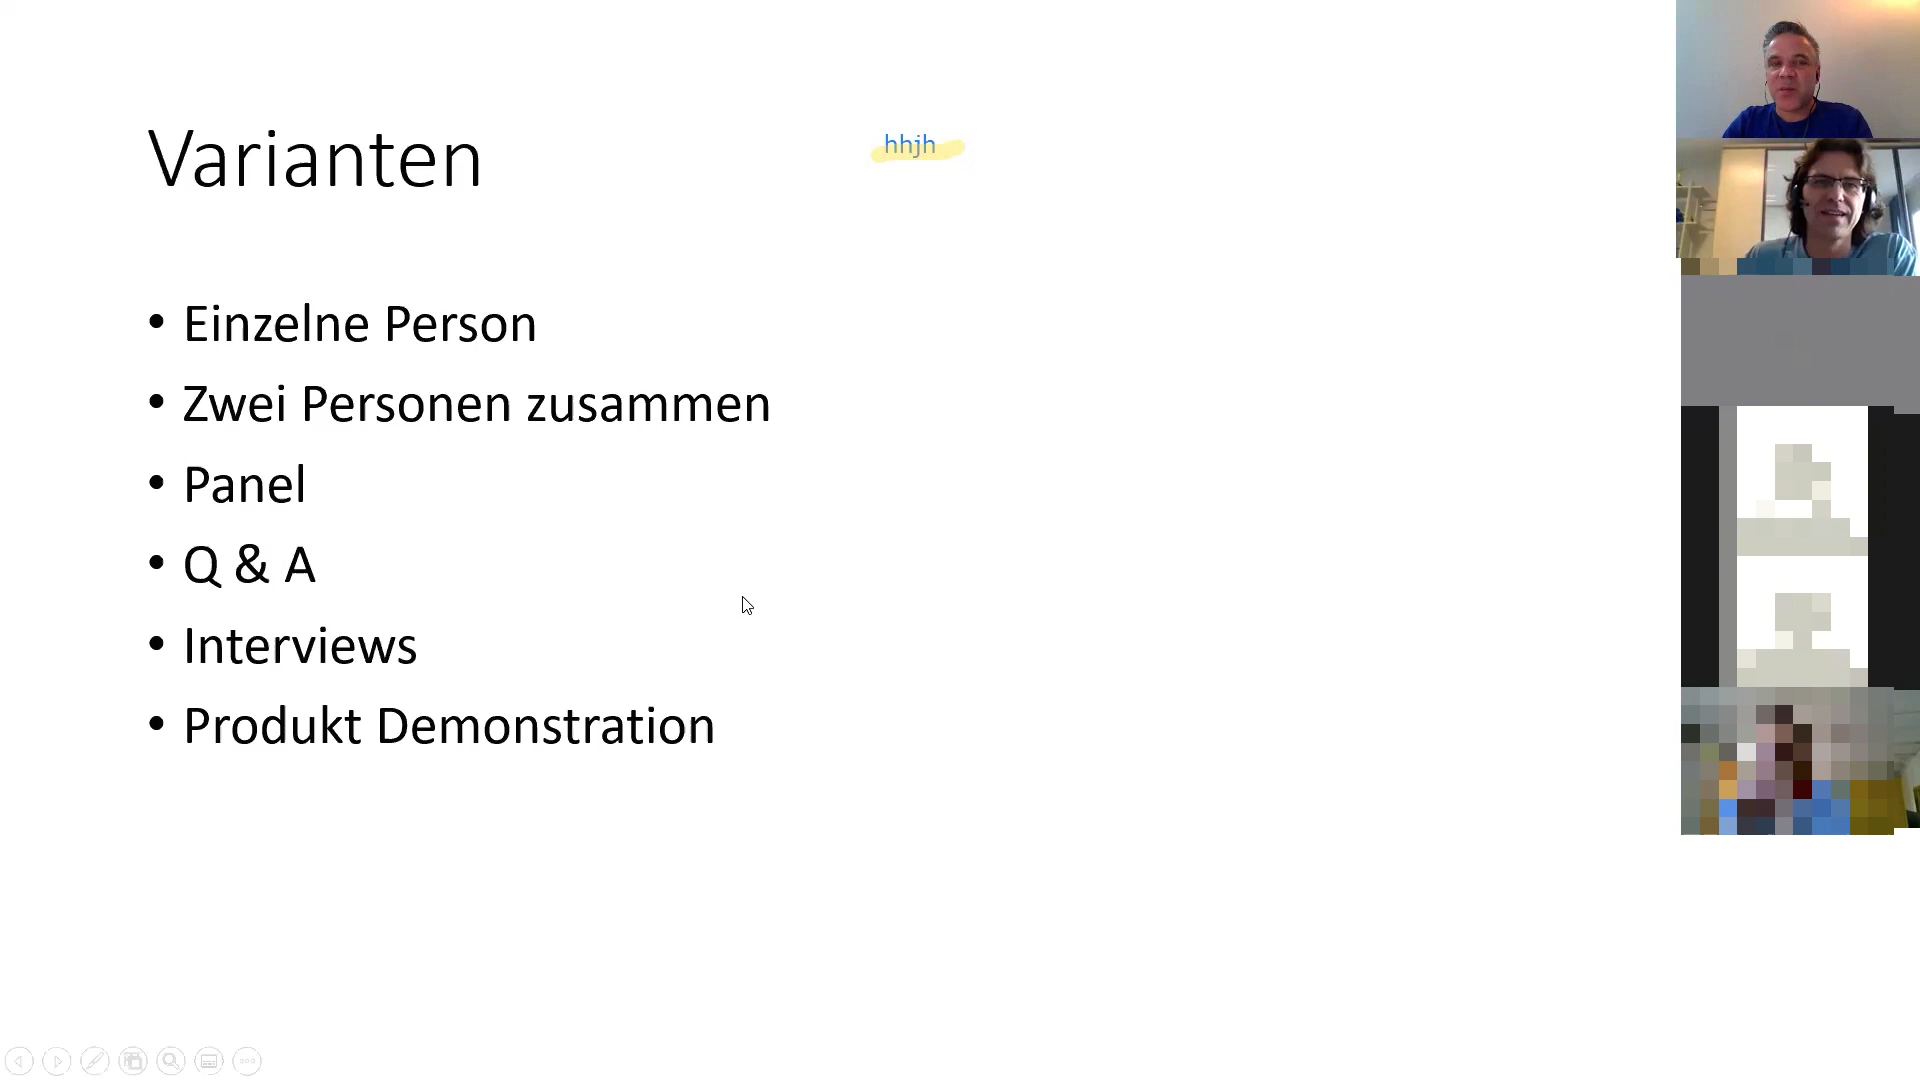 Varianten
hhjh
• Einzelne Person
• Zwei Personen zusammen
• Panel
• Q & A
• Interviews
• Produkt Demonstration